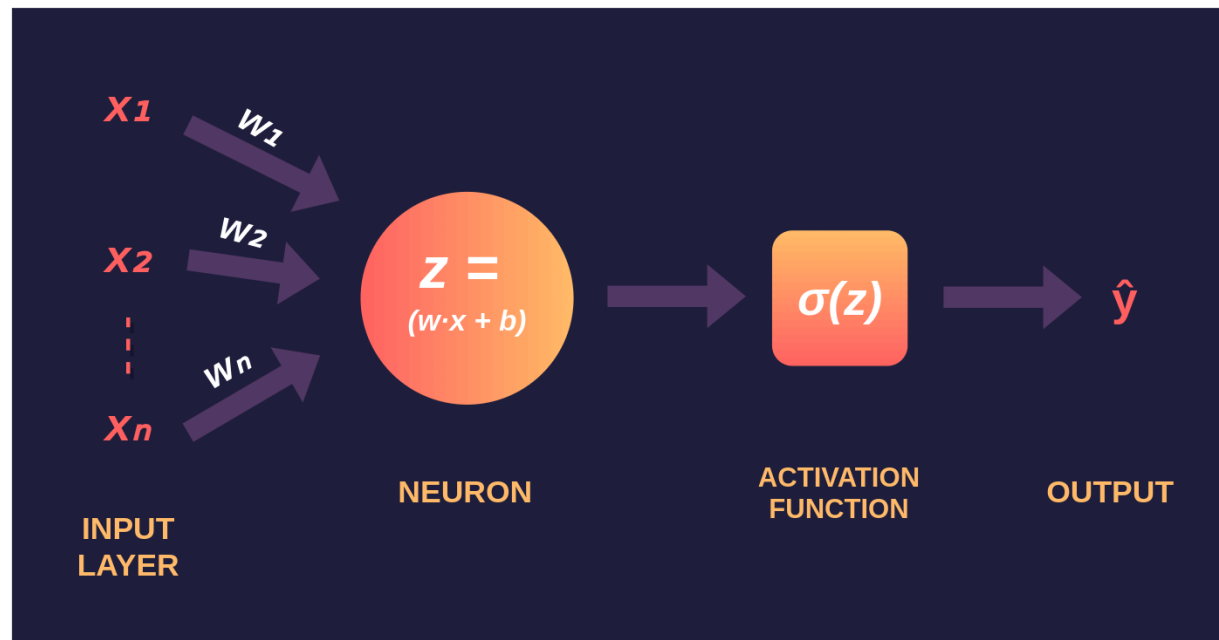 x1
w1
x2
w2
xn
wn
z =
(w·x + b)
σ(z)
ŷ
INPUT
LAYER
NEURON
ACTIVATION
FUNCTION
OUTPUT